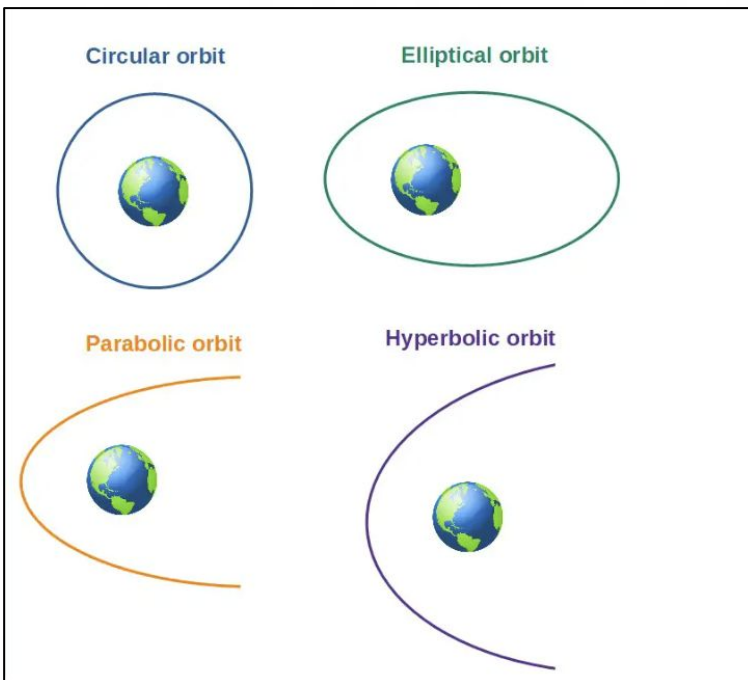 Circular orbit
Elliptical orbit
Parabolic orbit
Hyperbolic orbit